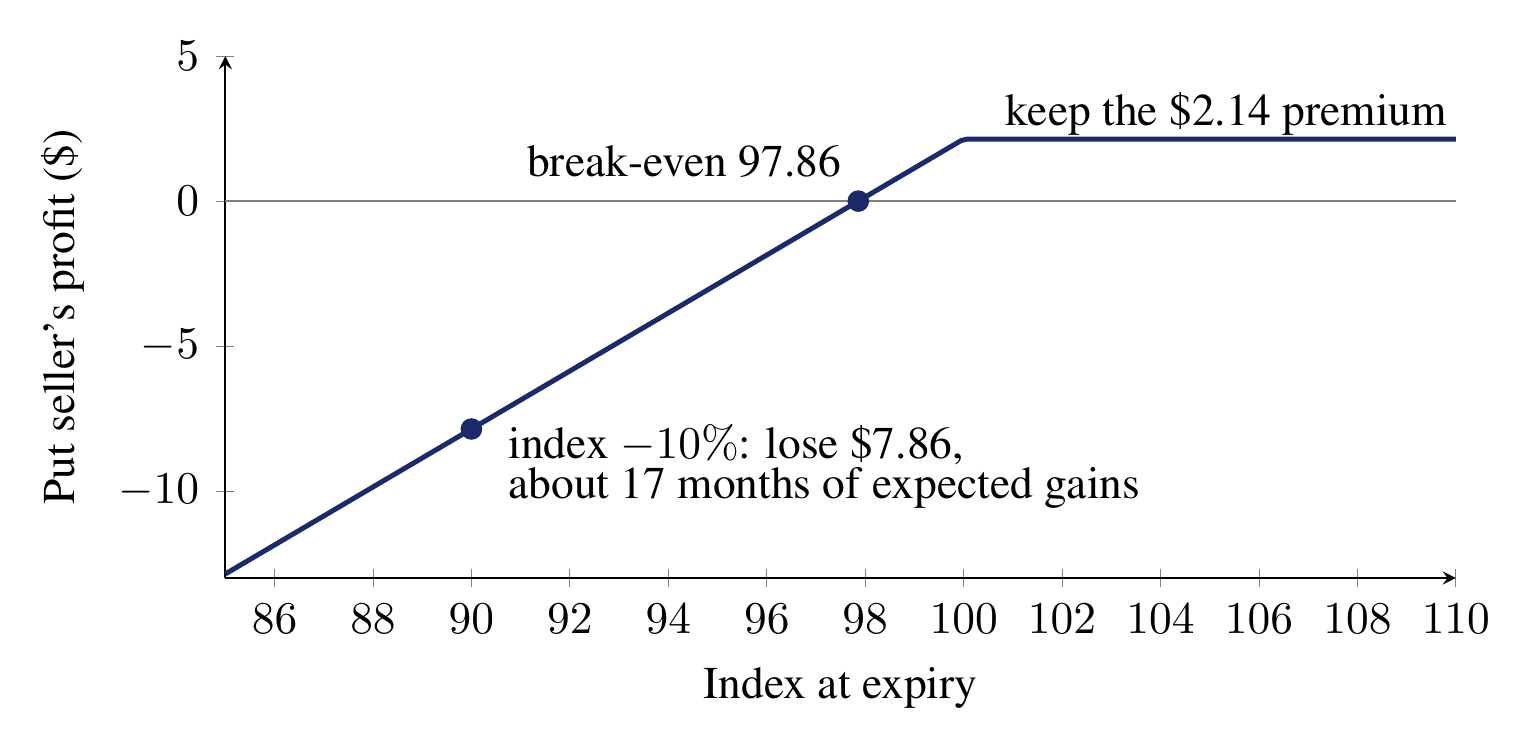 5
keep the $2.14 premium
break-even 97.86
0
Put seller's profit ($)
−5
index −10%: lose $7.86,
about 17 months of expected gains
−10
86 88 90 92 94 96 98 100 102 104 106 108 110
Index at expiry